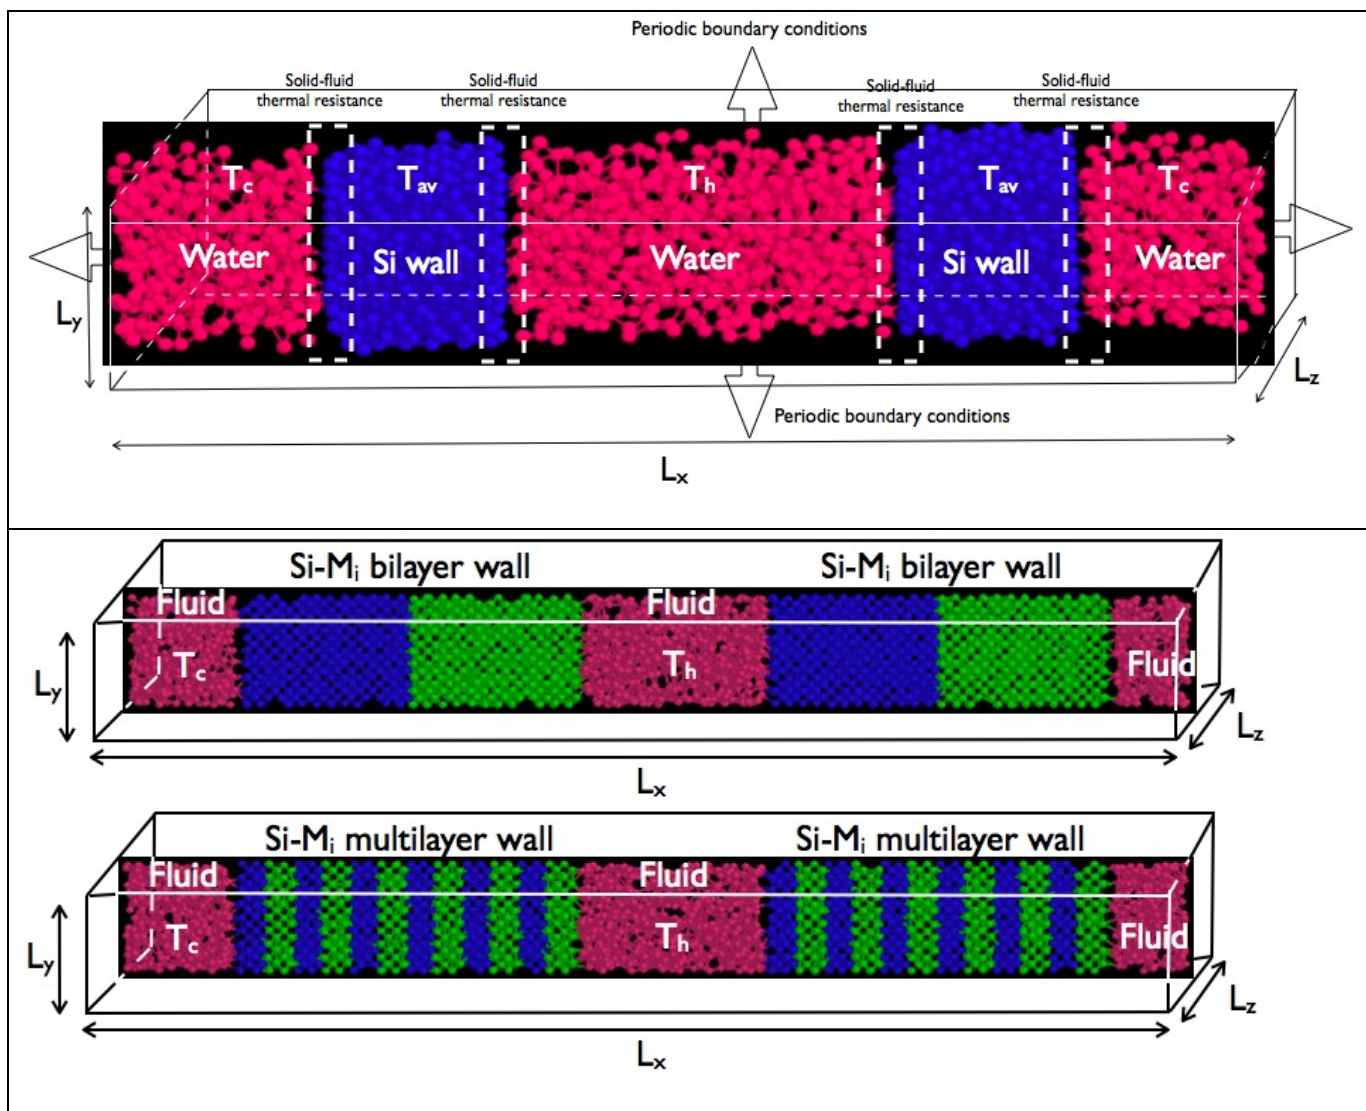 Periodic boundary conditions
Solid-fluid
thermal resistance
Solid-fluid
thermal resistance
Solid-fluid
thermal resistance
Solid-fluid
thermal resistance
Tc
Tav
Th
Tav
Tc
Water
Si wall
Water
Si wall
Water
Ly
Lz
Periodic boundary conditions
Lx
Si-Mi bilayer wall
Si-Mi bilayer wall
Fluid
Fluid
Tc
Th
Fluid
Ly
Lz
Lx
Si-Mi multilayer wall
Si-Mi multilayer wall
Fluid
Fluid
Tc
Th
Fluid
Ly
Lz
Lx